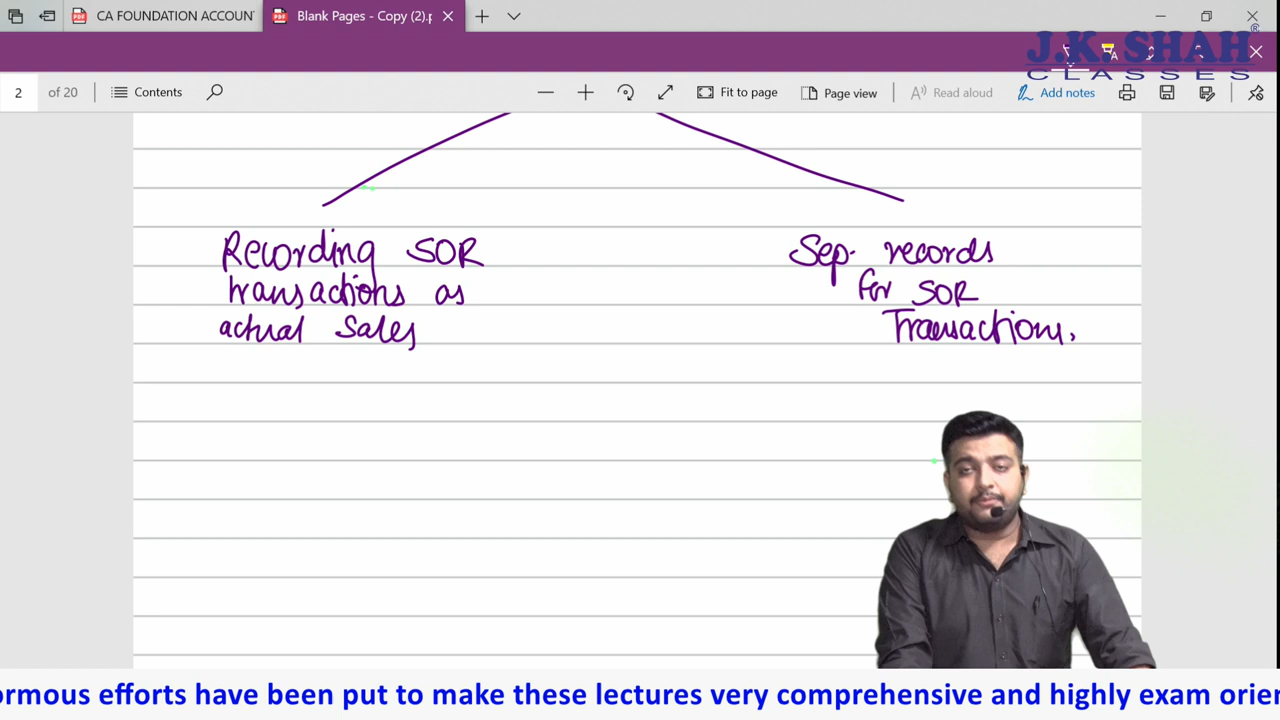 CA FOUNDATION ACCOUN
Blank Pages - Copy (2).p
J.K. SHAH®
CLASSES
2 of 20
Contents
Fit to page
Page view
Read aloud
Add notes
Recording SOR
transactions as
actual sales
Sep. records
for SOR
Transactions.
ormous efforts have been put to make these lectures very comprehensive and highly exam orien